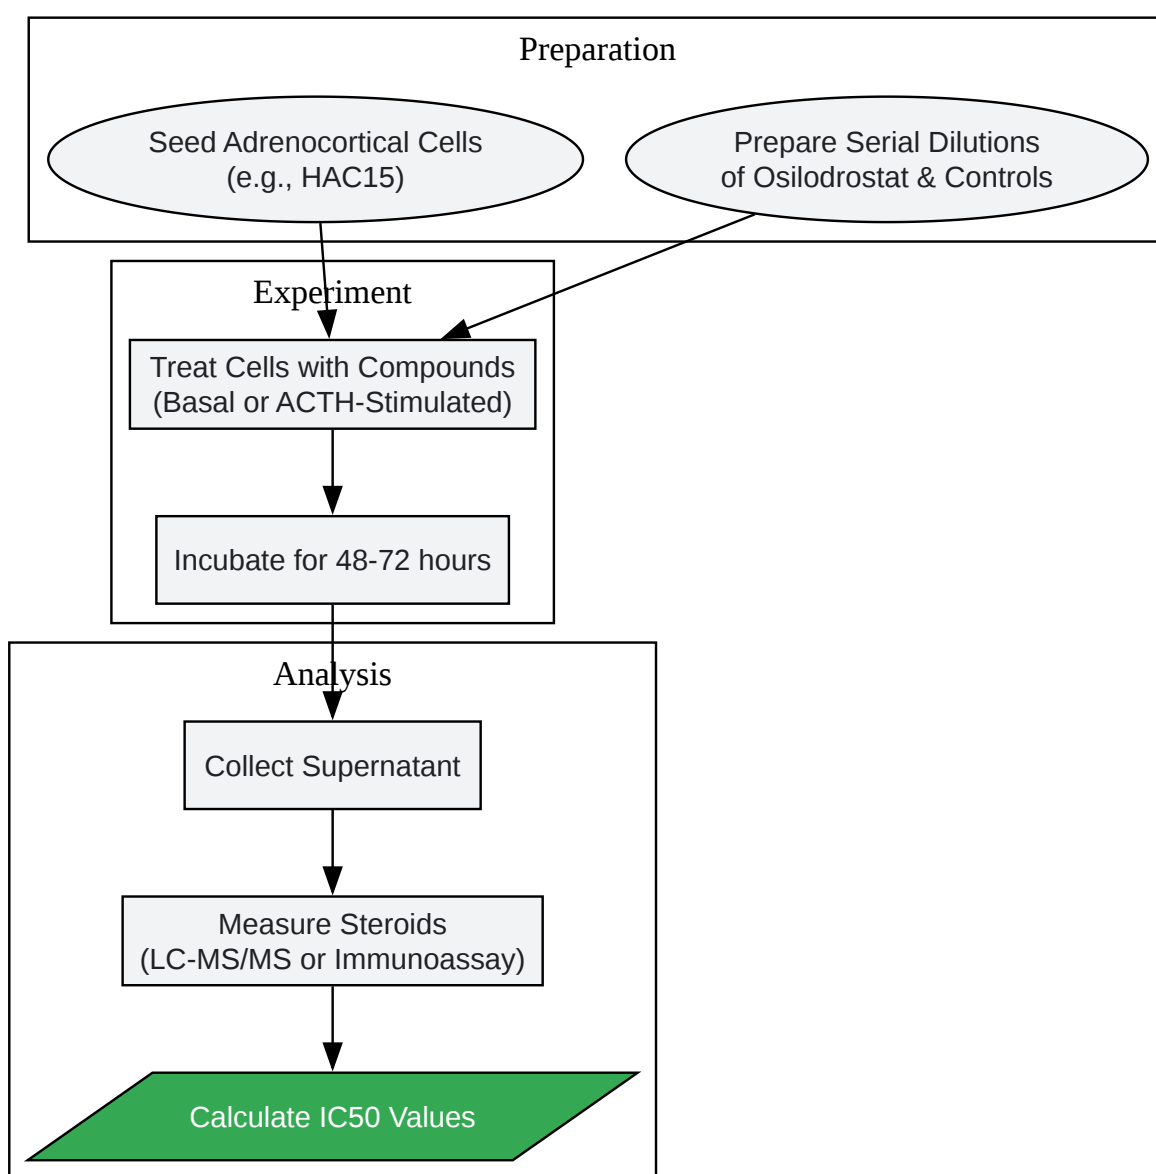 Preparation
Seed Adrenocortical Cells
(e.g., HAC15)
Prepare Serial Dilutions
of Osilodrostat & Controls
Experiment
Treat Cells with Compounds
(Basal or ACTH-Stimulated)
Incubate for 48-72 hours
Analysis
Collect Supernatant
Measure Steroids
(LC-MS/MS or Immunoassay)
Calculate IC50 Values